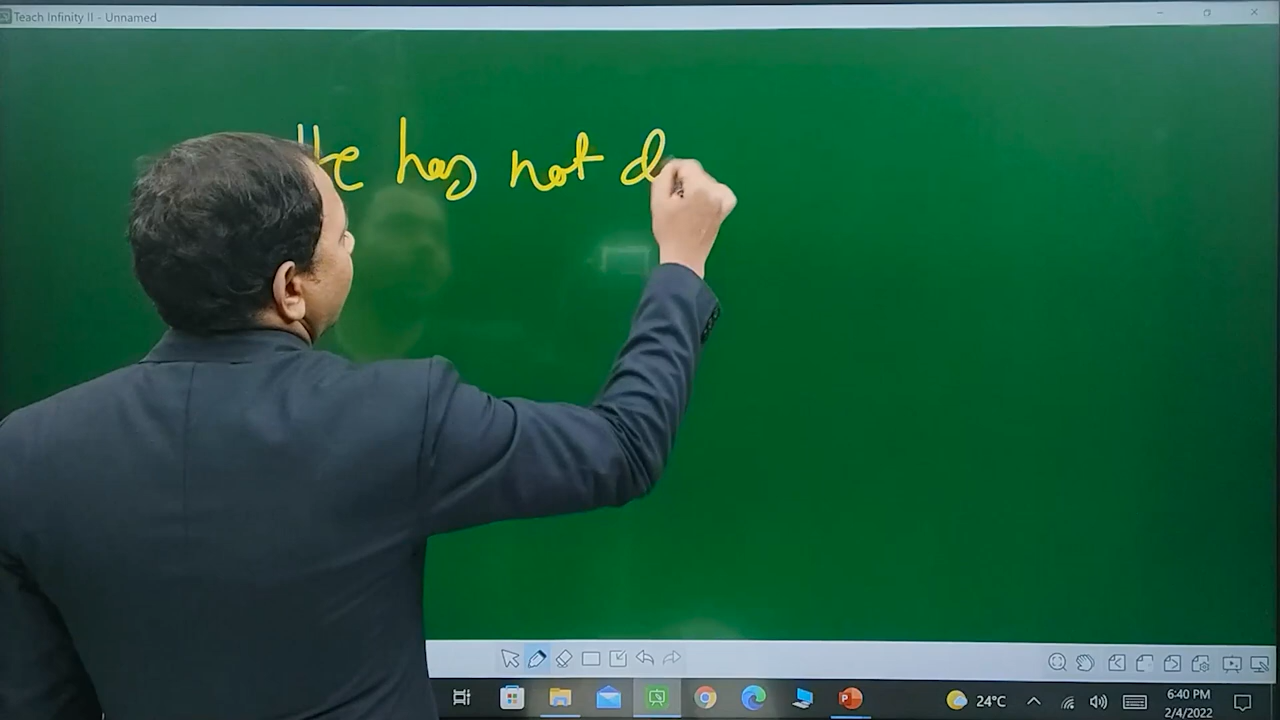 Teach Infinity II - Unnamed
He has not d
24°C
6:40 PM
2/4/2022